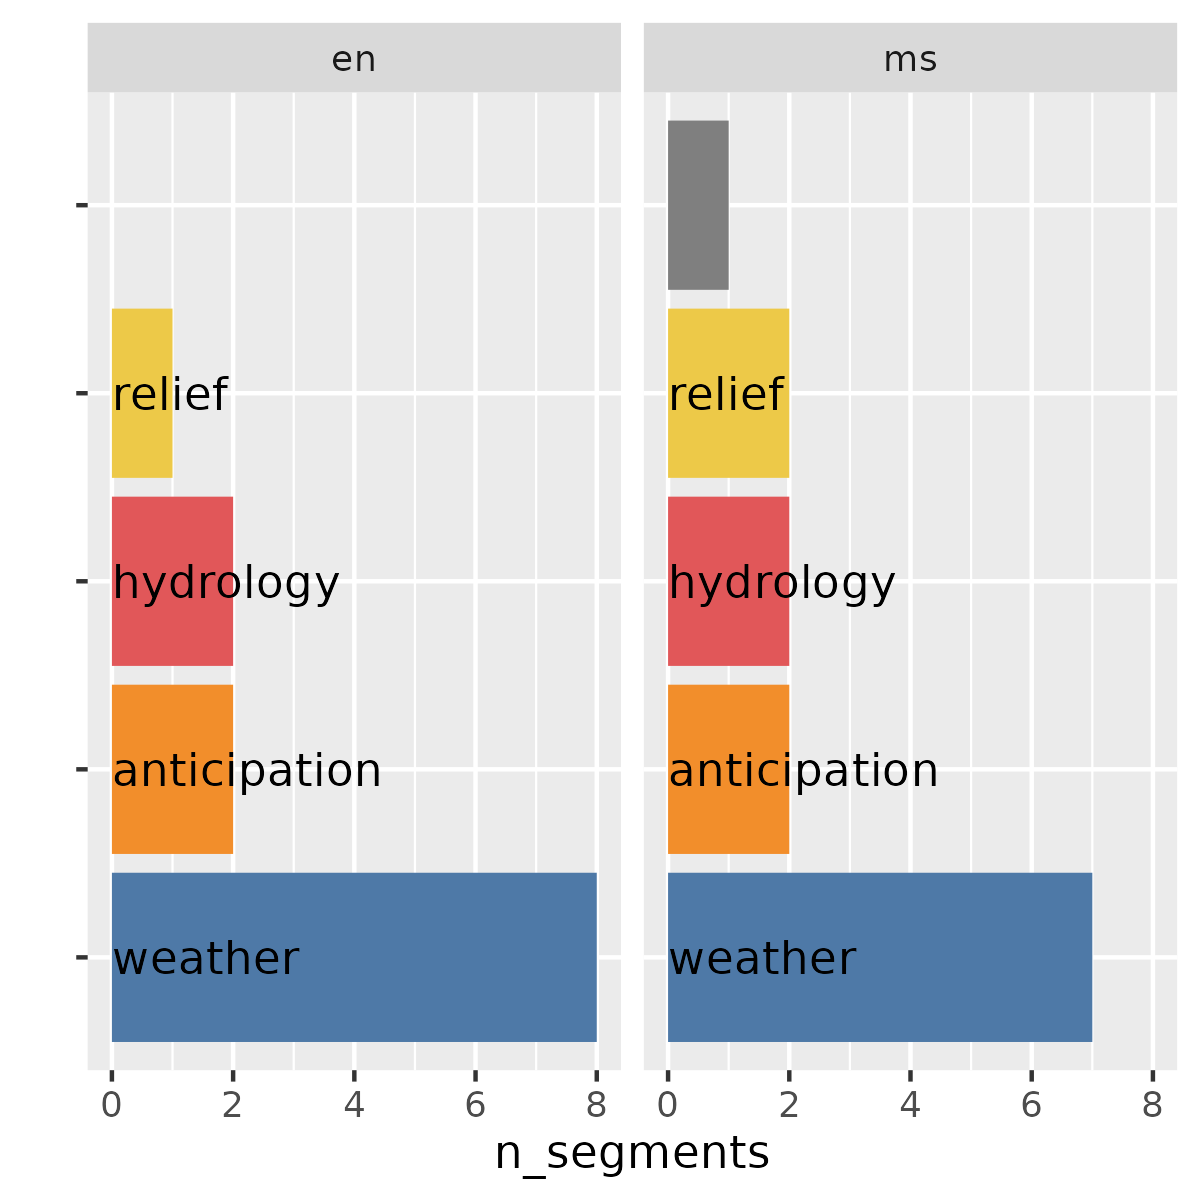 en
ms
relief
relief
hydrology
hydrology
anticipation
anticipation
weather
weather
0 2 4 6 8
0 2 4 6 8
n_segments